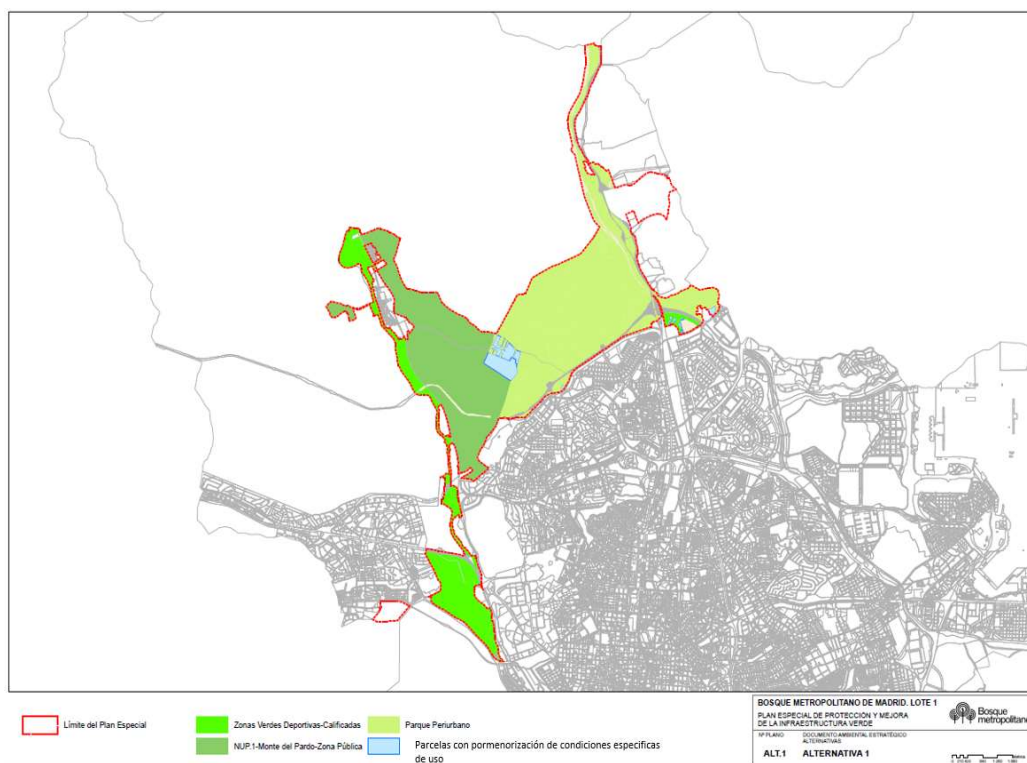 Límite del Plan Especial
Zonas Verdes Deportivas-Calificadas
Parque Periurbano
NUP.1-Monte del Pardo-Zona Pública
Parcelas con pormenorización de condiciones especificas
de uso
BOSQUE METROPOLITANO DE MADRID. LOTE 1
PLAN ESPECIAL DE PROTECCIÓN Y MEJORA
DE LA INFRAESTRUCTURA VERDE
Bosque
metropolitano
Nº PLANO
DOCUMENTO AMBIENTAL ESTRATÉGICO
ALTERNATIVAS
ALT.1
ALTERNATIVA 1